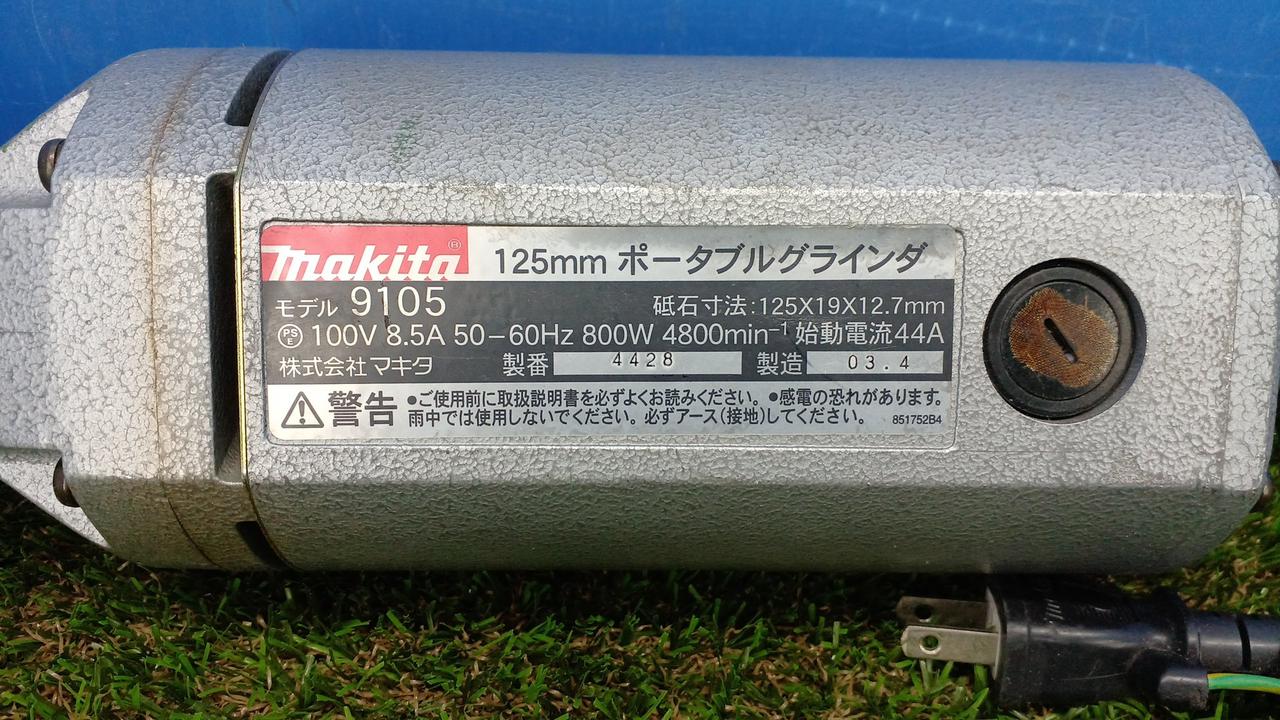 makita® 125mm ポータブルグラインダ
モデル 9105 砥石寸法:125X19X12.7mm
PSE 100V 8.5A 50−60Hz 800W 4800min⁻¹ 始動電流44A
株式会社 マキタ 製番 4428 製造 03.4
警告 •ご使用前に取扱説明書を必ずよくお読みください。•感電の恐れがあります。
雨中では使用しないでください。必ずアース(接地)してください。 851752B4